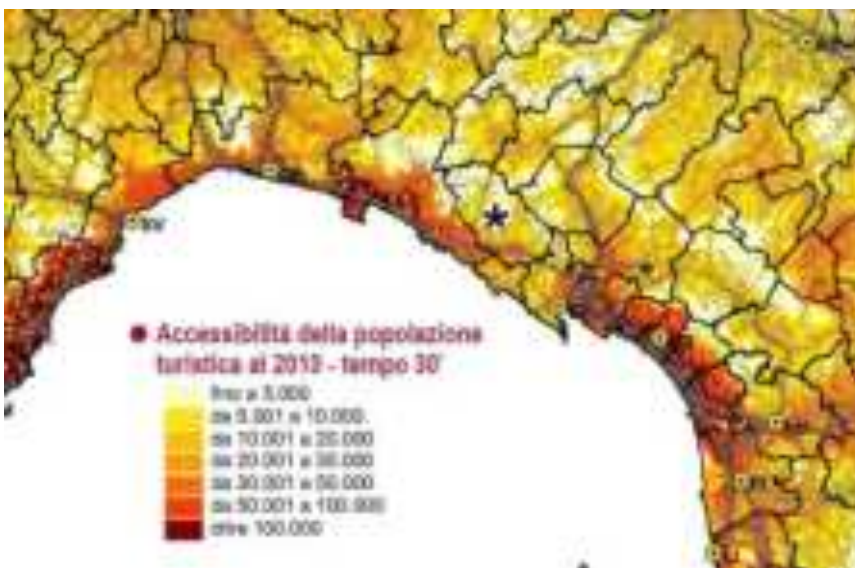 Accessibilità della popolazione
turistica al 2013 - tempo 30'
fino a 5.000
da 5.001 a 10.000
da 10.001 a 20.000
da 20.001 a 30.000
da 30.001 a 50.000
da 50.001 a 100.000
oltre 100.000